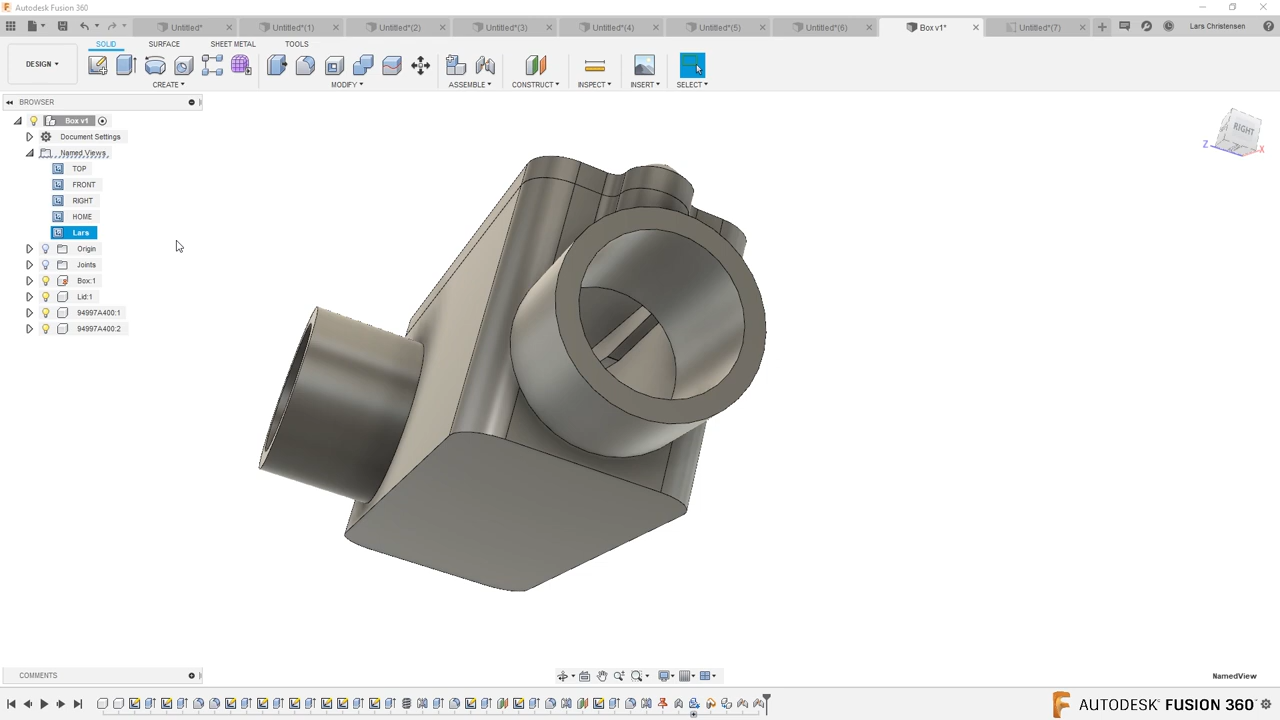 Autodesk Fusion 360
Untitled*
Untitled*(1)
Untitled*(2)
Untitled*(3)
Untitled*(4)
Untitled*(5)
Untitled*(6)
Box v1*
Untitled*(7)
Lars Christensen
SOLID
SURFACE
SHEET METAL
TOOLS
DESIGN
CREATE
MODIFY
ASSEMBLE
CONSTRUCT
INSPECT
INSERT
SELECT
BROWSER
Box v1
Document Settings
Named Views
TOP
FRONT
RIGHT
HOME
Lars
Origin
Joints
Box:1
Lid:1
94997A400:1
94997A400:2
RIGHT
Z
X
COMMENTS
NamedView
AUTODESK FUSION 360